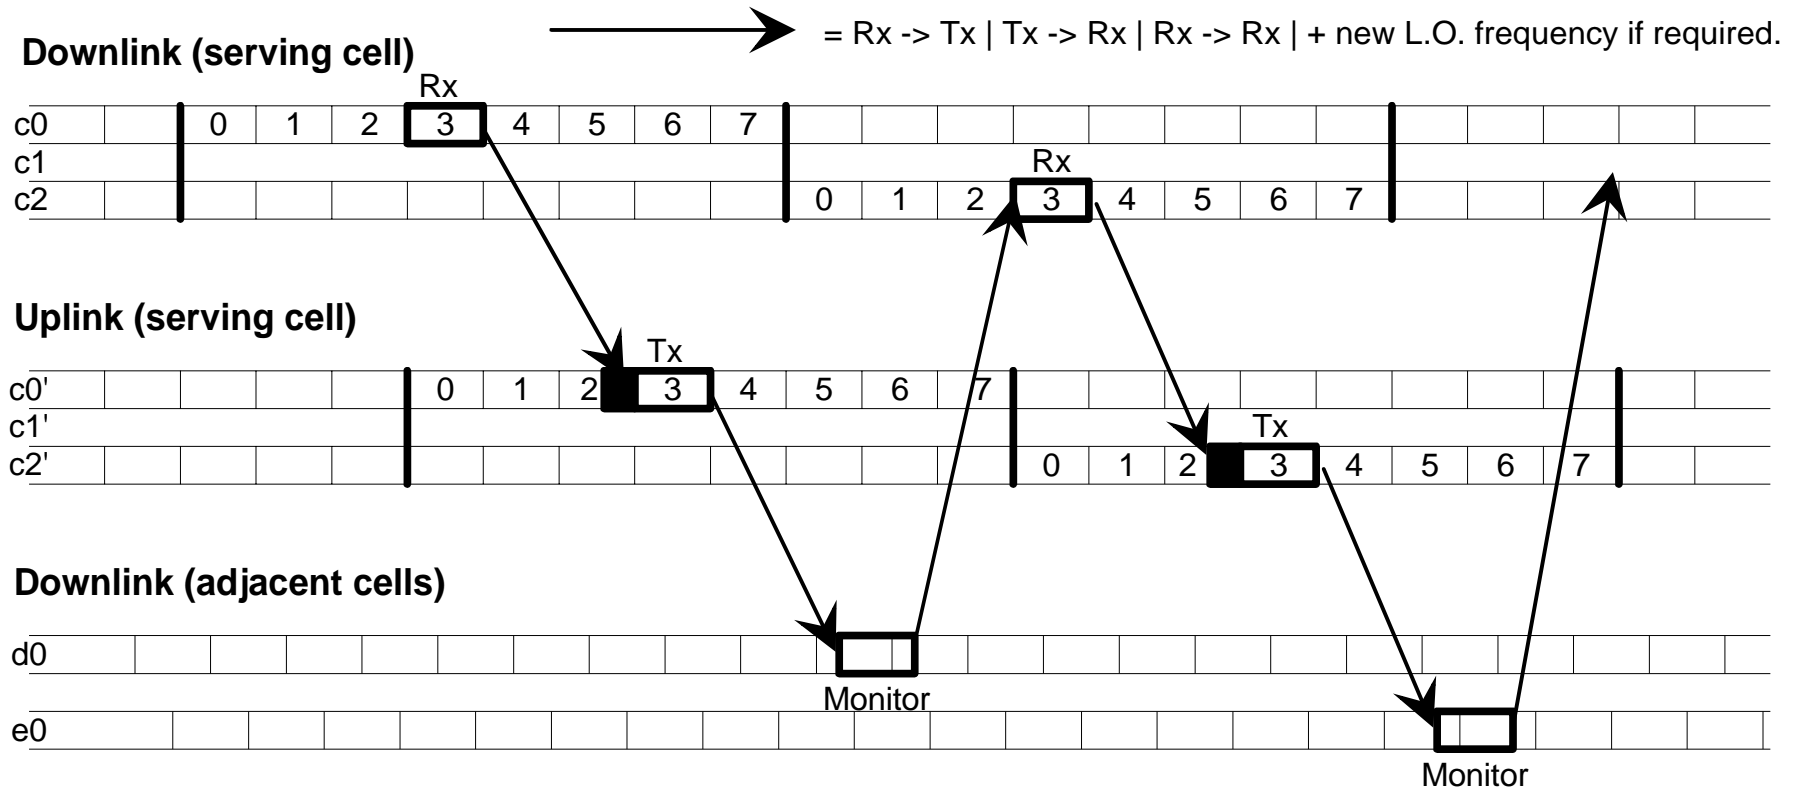 = Rx -> Tx | Tx -> Rx | Rx -> Rx | + new L.O. frequency if required.
Downlink (serving cell)
Rx
c0 0 1 2 3 4 5 6 7
c1 Rx
c2 0 1 2 3 4 5 6 7
Uplink (serving cell)
Tx
c0' 0 1 2 3 4 5 6 7
c1' Tx
c2' 0 1 2 3 4 5 6 7
Downlink (adjacent cells)
d0
Monitor
e0
Monitor